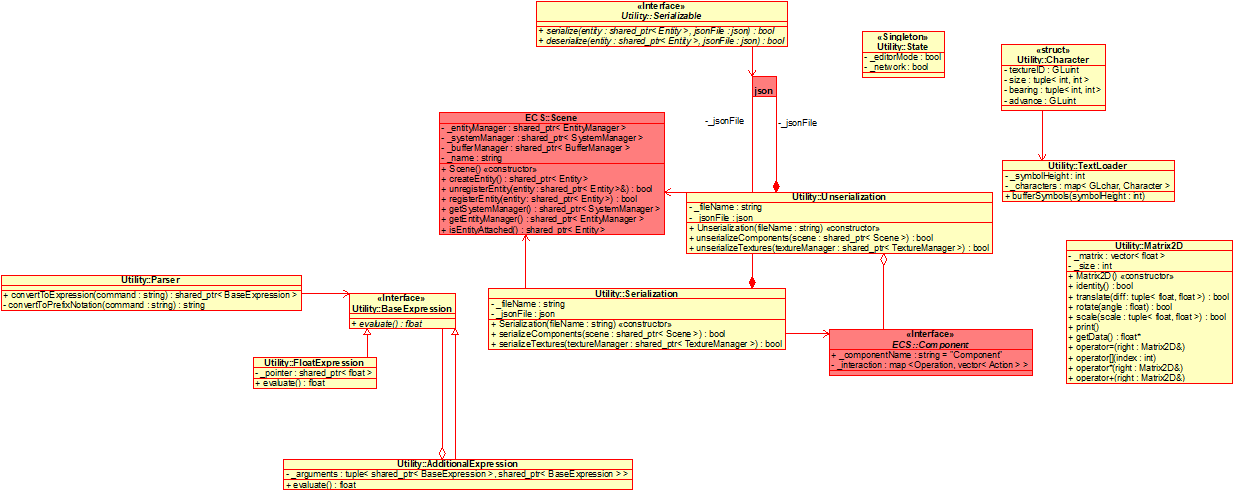 «Interface»
Utility::Serializable
+ serialize(entity : shared_ptr< Entity >, jsonFile : json) : bool
+ deserialize(entity : shared_ptr< Entity >, jsonFile : json) : bool
«Singleton»
Utility::State
- _editorMode : bool
- _network : bool
«struct»
Utility::Character
- textureID : GLuint
- size : tuple< int, int >
- bearing : tuple< int, int >
- advance : GLuint
json
- _jsonFile
- _jsonFile
ECS::Scene
- _entityManager : shared_ptr< EntityManager >
- _systemManager : shared_ptr< SystemManager >
- _bufferManager : shared_ptr< BufferManager >
- _name : string
+ Scene() «constructor»
+ createEntity() : shared_ptr< Entity>
+ unregisterEntity(entity : shared_ptr< Entity>&) : bool
+ registerEntity(entity: shared_ptr< Entity>) : bool
+ getSystemManager() : shared_ptr< SystemManager >
+ getEntityManager() : shared_ptr< EntityManager >
+ isEntityAttached() : shared_ptr< Entity>
Utility::TextLoader
- _symbolHeight : int
- _characters : map< GLchar, Character >
+ bufferSymbols(symbolHeight : int)
Utility::Unserialization
- _fileName : string
- _jsonFile : json
+ Unserialization(fileName : string) «constructor»
+ unserializeComponents(scene : shared_ptr< Scene >) : bool
+ unserializeTextures(textureManager : shared_ptr< TextureManager >) : bool
Utility::Matrix2D
- _matrix : vector< float >
- _size : int
+ Matrix2D() «constructor»
+ identity() : bool
+ translate(diff : tuple< float, float >) : bool
+ rotate(angle : float) : bool
+ scale(scale : tuple< float, float >) : bool
+ print()
+ getData() : float*
+ operator=(right : Matrix2D&)
+ operator[](index : int)
+ operator*(right : Matrix2D&)
+ operator+(right : Matrix2D&)
Utility::Parser
+ convertToExpression(command : string) : shared_ptr< BaseExpression >
- convertToPrefixNotation(command : string) : string
«Interface»
Utility::BaseExpression
+ evaluate() : float
Utility::Serialization
- _fileName : string
- _jsonFile : json
+ Serialization(fileName : string) «constructor»
+ serializeComponents(scene : shared_ptr< Scene >) : bool
+ serializeTextures(textureManager : shared_ptr< TextureManager >) : bool
«Interface»
ECS::Component
+ _componentName : string = "Component"
- _interaction : map <Operation, vector< Action > >
Utility::FloatExpression
- _pointer : shared_ptr< float >
+ evaluate() : float
Utility::AdditionalExpression
- _arguments : tuple< shared_ptr< BaseExpression >, shared_ptr< BaseExpression > >
+ evaluate() : float